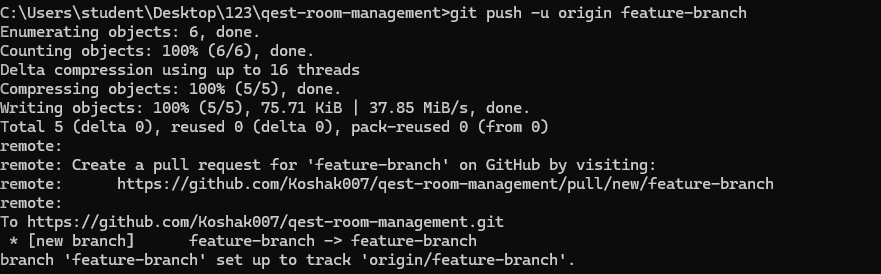 C:\Users\student\Desktop\123\qest-room-management>git push -u origin feature-branch
Enumerating objects: 6, done.
Counting objects: 100% (6/6), done.
Delta compression using up to 16 threads
Compressing objects: 100% (5/5), done.
Writing objects: 100% (5/5), 75.71 KiB | 37.85 MiB/s, done.
Total 5 (delta 0), reused 0 (delta 0), pack-reused 0 (from 0)
remote:
remote: Create a pull request for 'feature-branch' on GitHub by visiting:
remote:      https://github.com/Koshak007/qest-room-management/pull/new/feature-branch
remote:
To https://github.com/Koshak007/qest-room-management.git
 * [new branch]      feature-branch -> feature-branch
branch 'feature-branch' set up to track 'origin/feature-branch'.